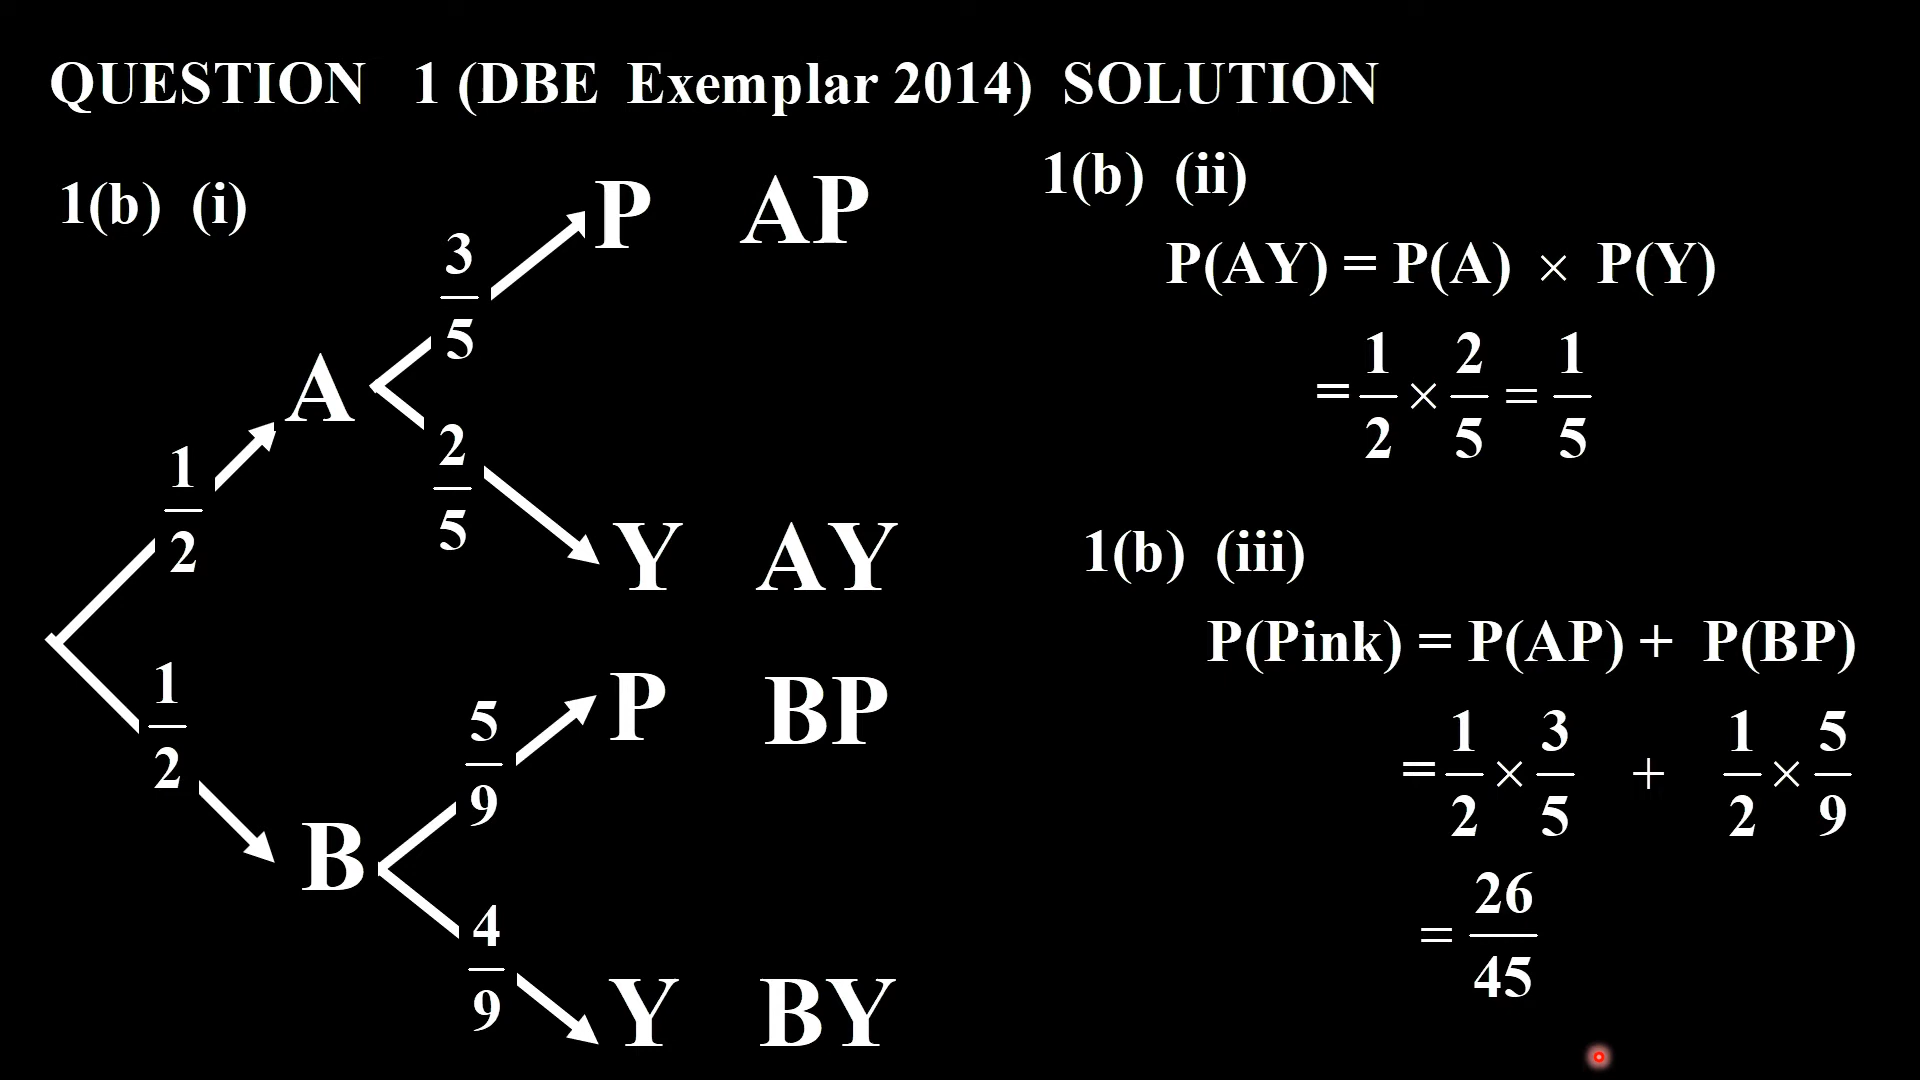 QUESTION 1 (DBE Exemplar 2014) SOLUTION
1(b) (i)
P AP
3/5
A
2/5
1/2
Y AY
1/2
P BP
5/9
B
4/9
Y BY
1(b) (ii)
P(AY) = P(A) × P(Y)
= 1/2 × 2/5 = 1/5
1(b) (iii)
P(Pink) = P(AP) + P(BP)
= 1/2 × 3/5 + 1/2 × 5/9
= 26/45